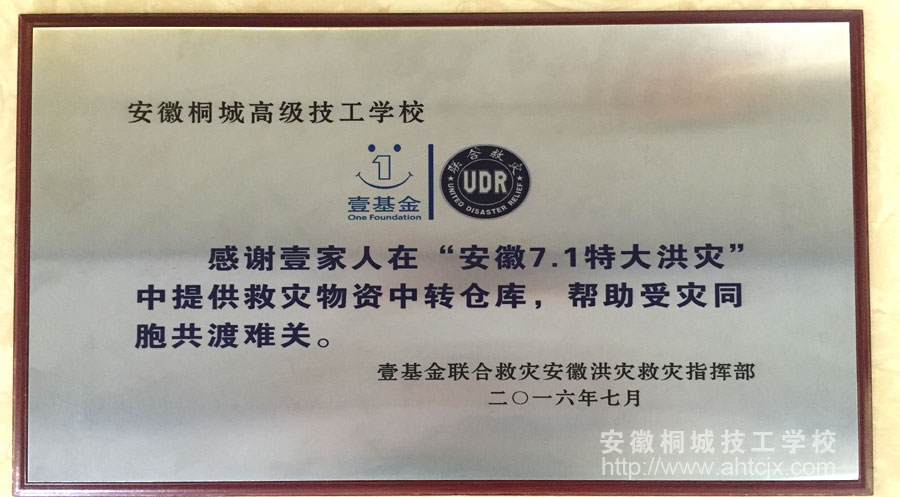 安徽桐城高级技工学校
1
壹基金
One Foundation
联合救灾
UDR
UNITED DISASTER RELIEF
感谢壹家人在“安徽7.1特大洪灾”
中提供救灾物资中转仓库，帮助受灾同
胞共渡难关。
壹基金联合救灾安徽洪灾救灾指挥部
二〇一六年七月
安徽桐城技工学校
http://www.ahtcjx.com